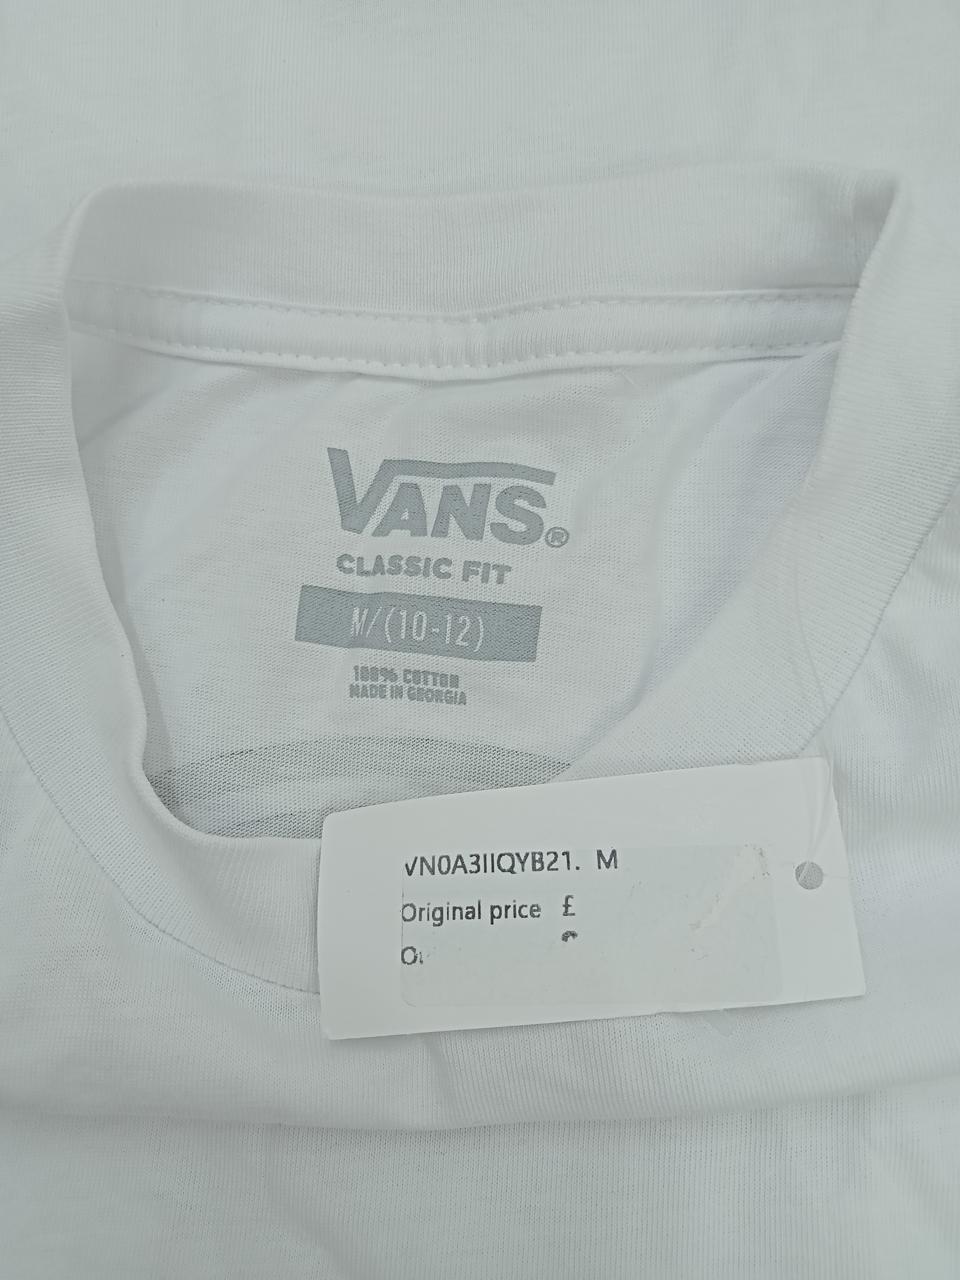 VANS®
CLASSIC FIT
M/(10-12)
100% COTTON
MADE IN GEORGIA
VN0A3IIQYB21. M
Original price £